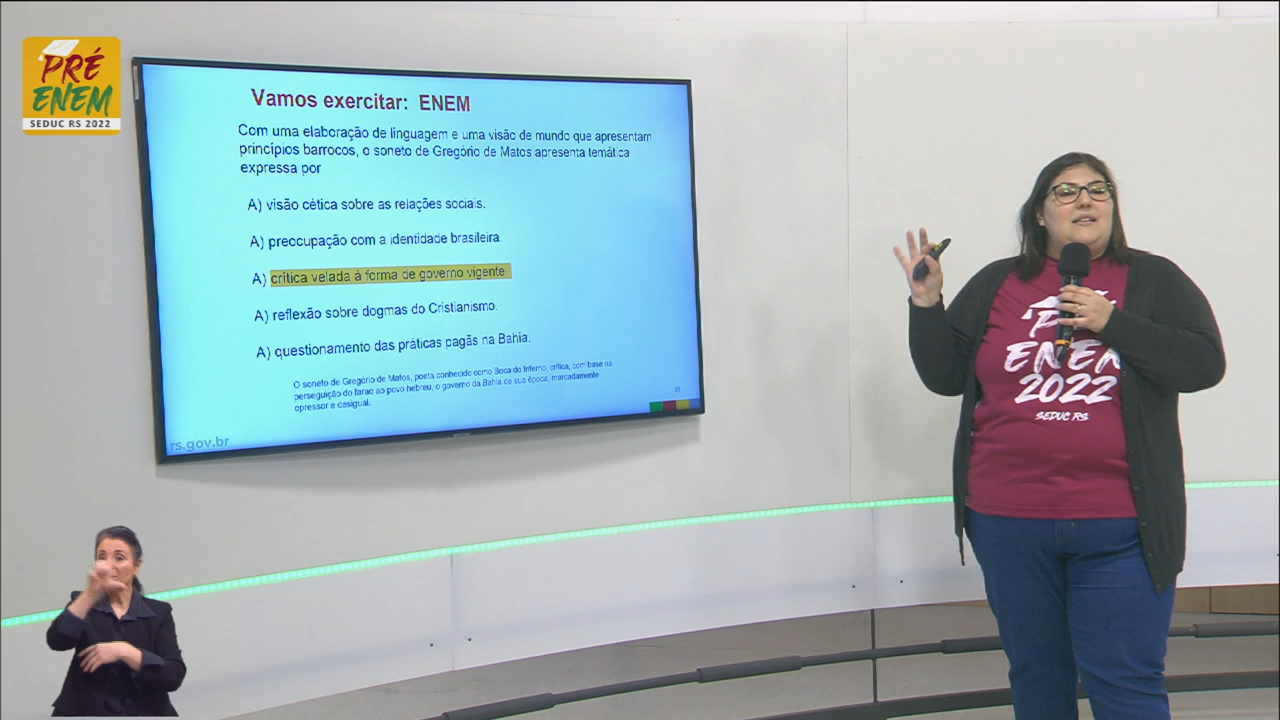 PRÉ
ENEM
SEDUC RS 2022
Vamos exercitar: ENEM
Com uma elaboração de linguagem e uma visão de mundo que apresentam
princípios barrocos, o soneto de Gregório de Matos apresenta temática
expressa por
A) visão cética sobre as relações sociais.
A) preocupação com a identidade brasileira.
A) crítica velada à forma de governo vigente.
A) reflexão sobre dogmas do Cristianismo.
A) questionamento das práticas pagãs na Bahia.
O soneto de Gregório de Matos, poeta conhecido como Boca do Inferno, critica, com base na
perseguição do faraó ao povo hebreu, o governo da Bahia de sua época, marcadamente
opressor e desigual.
rs.gov.br
ENEM
2022
SEDUC RS